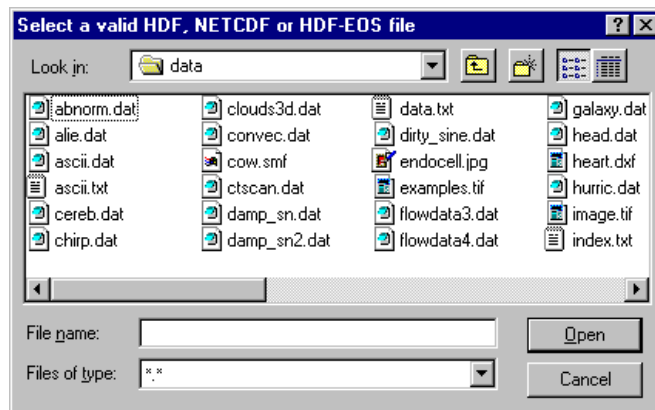 Select a valid HDF, NETCDF or HDF-EOS file
Look in: data
abnorm.dat clouds3d.dat data.txt galaxy.dat
alie.dat convec.dat dirty_sine.dat head.dat
ascii.dat cow.smf endocell.jpg heart.dxf
ascii.txt ctscan.dat examples.tif hurric.dat
cereb.dat damp_sn.dat flowdata3.dat image.tif
chirp.dat damp_sn2.dat flowdata4.dat index.txt
File name: Open
Files of type: *.* Cancel